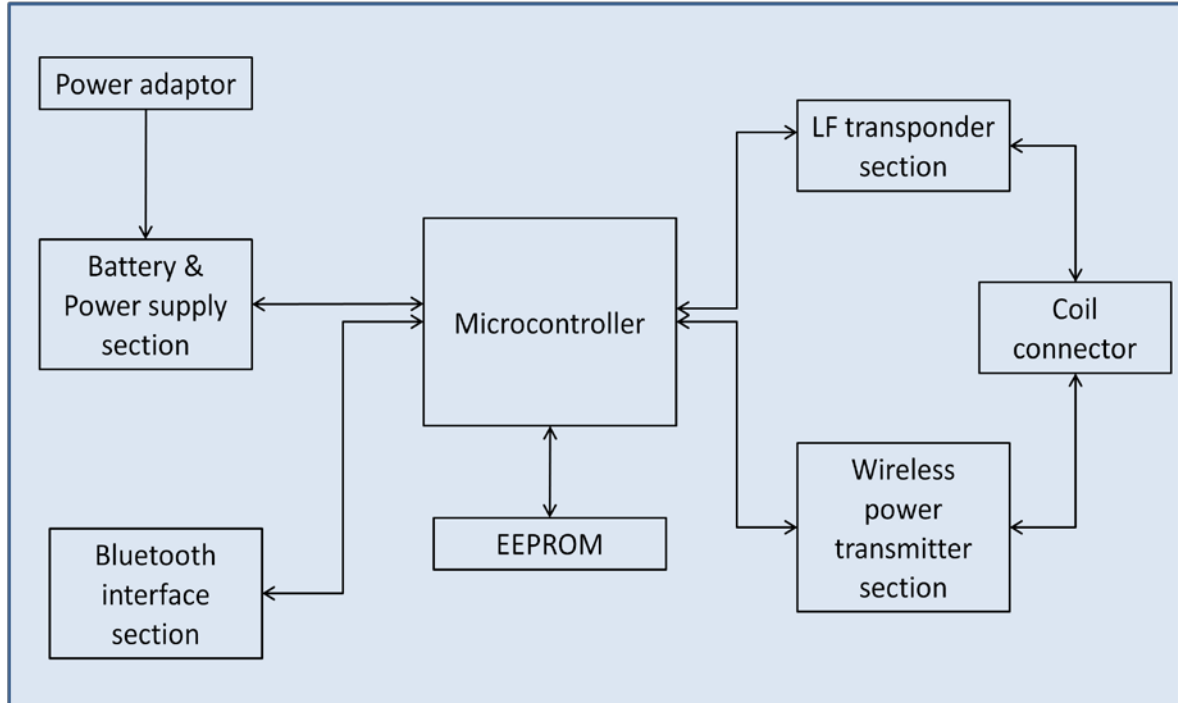 Power adaptor
Battery &
Power supply
section
Bluetooth
interface
section
Microcontroller
EEPROM
LF transponder
section
Coil
connector
Wireless
power
transmitter
section